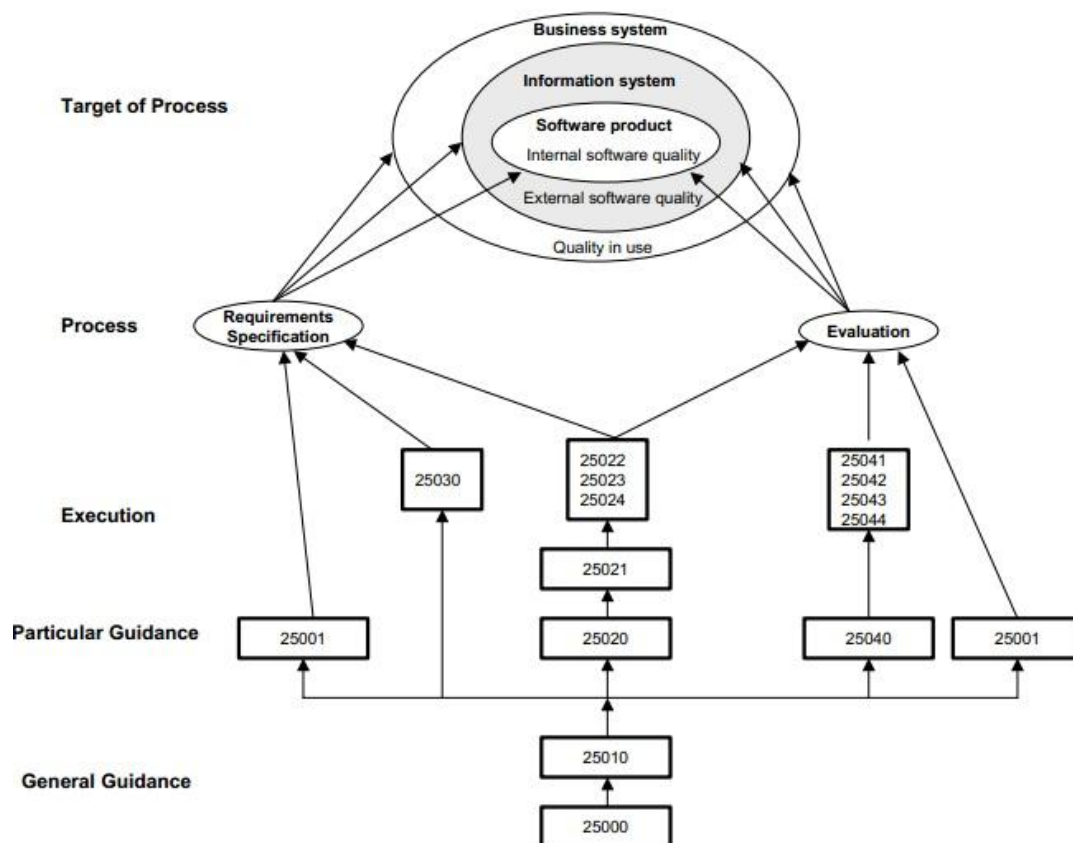 Business system
Information system
Target of Process
Software product
Internal software quality
External software quality
Quality in use
Process
Requirements
Specification
Evaluation
25030
25022
25023
25024
25041
25042
25043
25044
Execution
25021
Particular Guidance
25001
25020
25040
25001
25010
General Guidance
25000